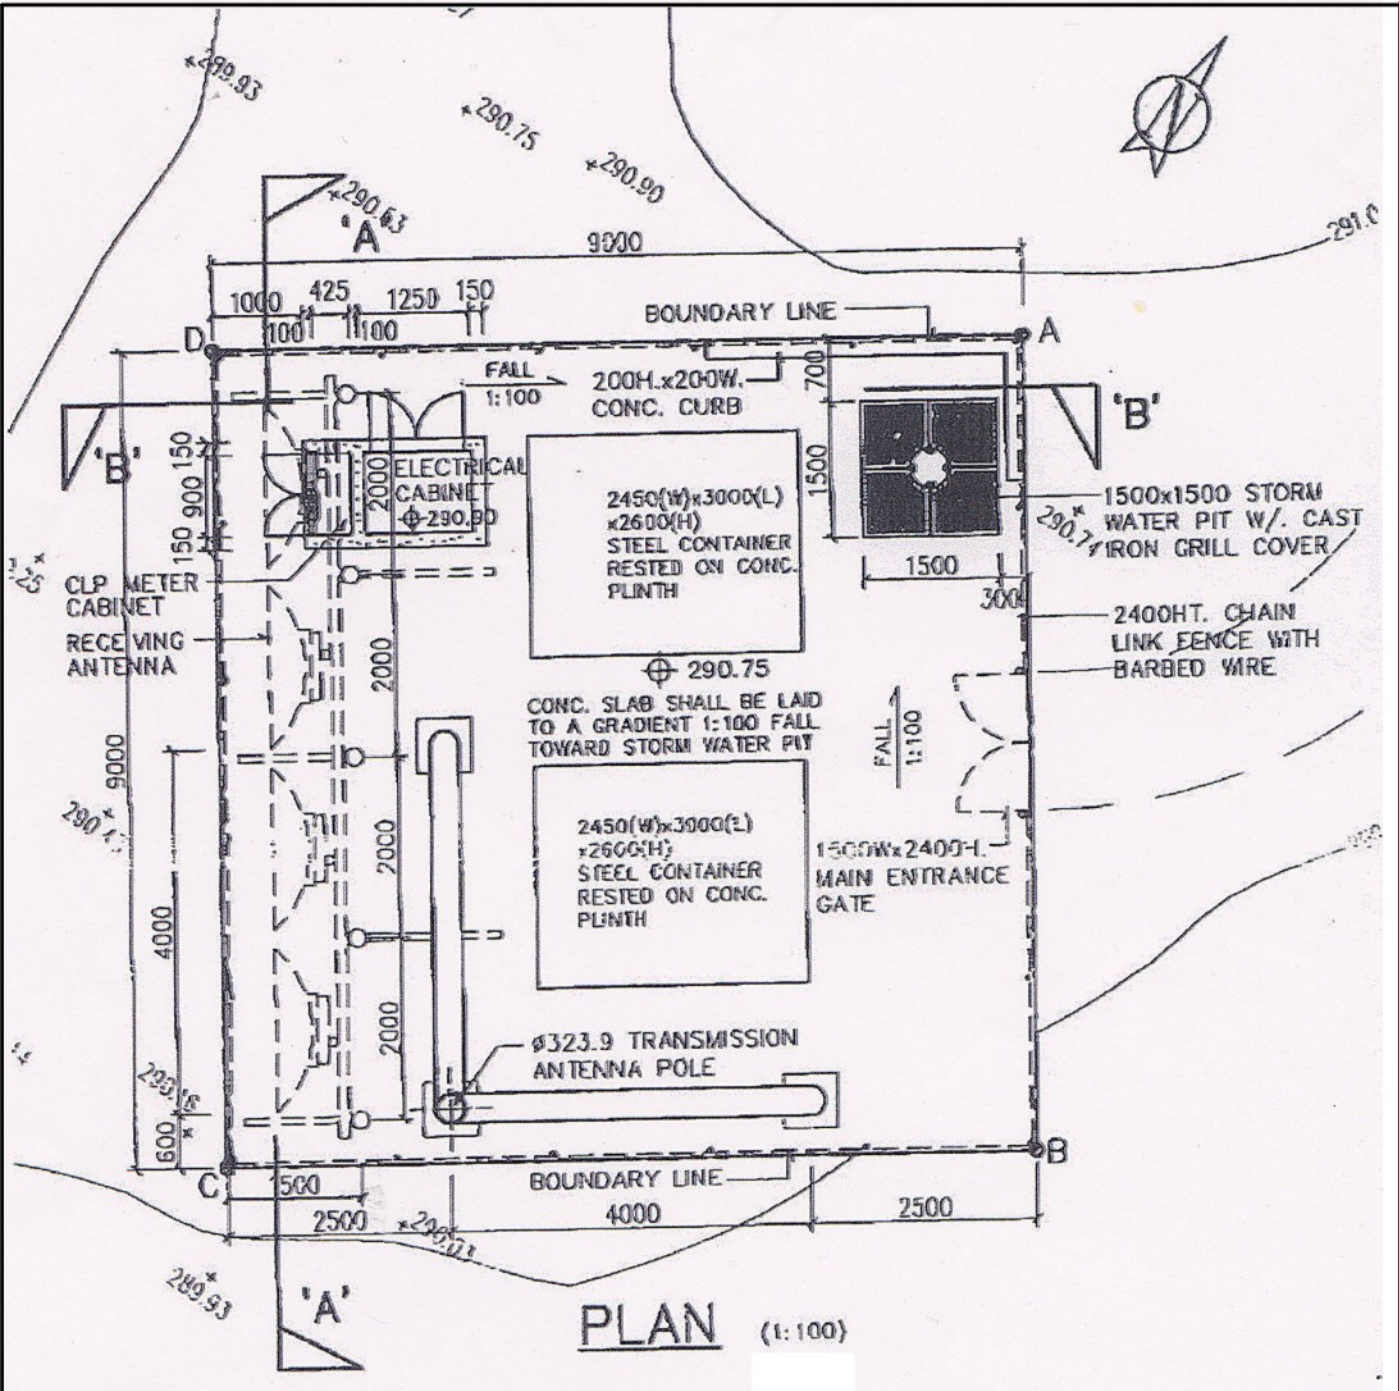 289.93
290.75
290.90
290.63
'A'
N
291.0
9000
1000 425 1250 150
100 100
BOUNDARY LINE
D
A
FALL
1:100
200H.x200W.
CONC. CURB
700
'B'
'B'
150
900
150
2000
ELECTRICAL
CABINET
290.90
2450(W)x3000(L)
x2600(H)
STEEL CONTAINER
RESTED ON CONC.
PLINTH
1500
1500x1500 STORM
WATER PIT W/. CAST
IRON GRILL COVER
1500
300
CLP METER
CABINET
RECEIVING
ANTENNA
2000
290.75
2400HT. CHAIN
LINK FENCE WITH
BARBED WIRE
CONC. SLAB SHALL BE LAID
TO A GRADIENT 1:100 FALL
TOWARD STORM WATER PIT
FALL
1:100
9000
2450(W)x3000(L)
x2600(H)
STEEL CONTAINER
RESTED ON CONC.
PLINTH
2000
1500Wx2400H.
MAIN ENTRANCE
GATE
4000
2000
ø323.9 TRANSMISSION
ANTENNA POLE
600
C
B
500
BOUNDARY LINE
2500
4000
2500
289.93
'A'
PLAN (1:100)